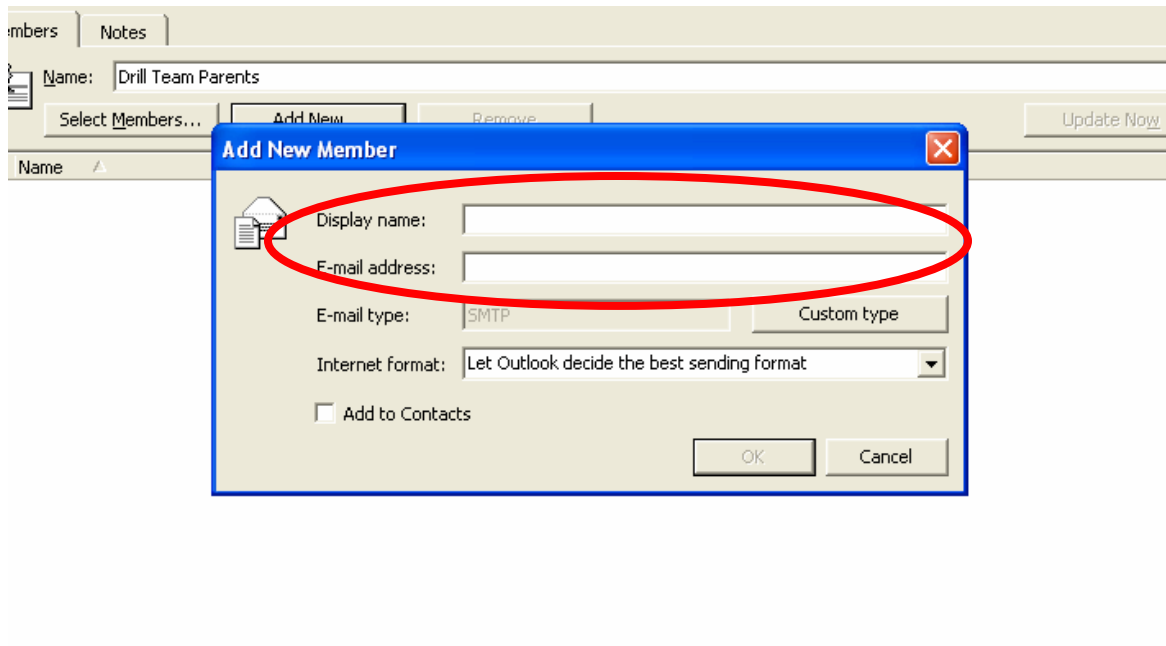 mbers Notes
Name: Drill Team Parents
Select Members... Add New... Remove Update Now
Name
Add New Member
Display name:
E-mail address:
E-mail type: SMTP Custom type
Internet format: Let Outlook decide the best sending format
Add to Contacts
OK Cancel